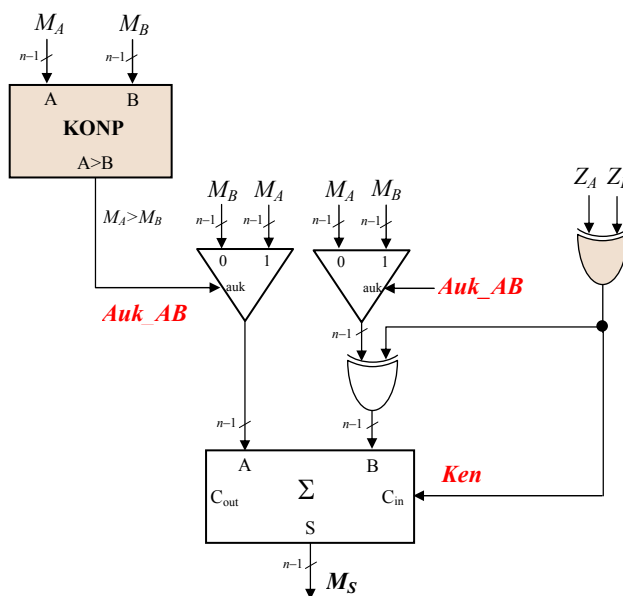 M_A M_B
n–1 n–1
A B
KONP
A>B
M_A>M_B
M_B M_A M_A M_B
n–1 n–1 n–1 n–1
0 1 0 1
auk auk
Auk_AB Auk_AB
Z_A
n–1
n–1 n–1
A B
C_out Σ C_in
Ken
S
n–1
M_S